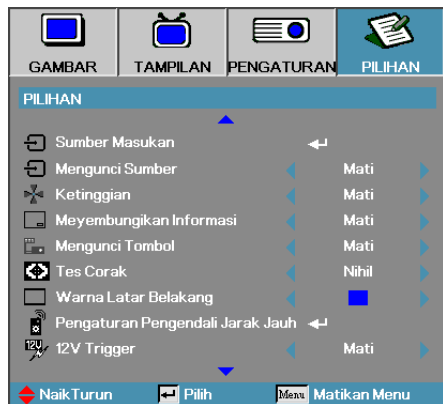 GAMBAR TAMPILAN PENGATURAN PILIHAN
PILIHAN
Sumber Masukan
Mengunci Sumber Mati
Ketinggian Mati
Meyembungikan Informasi Mati
Mengunci Tombol Mati
Tes Corak Nihil
Warna Latar Belakang
Pengaturan Pengendali Jarak Jauh
12V 12V Trigger Mati
NaikTurun Pilih Menu Matikan Menu